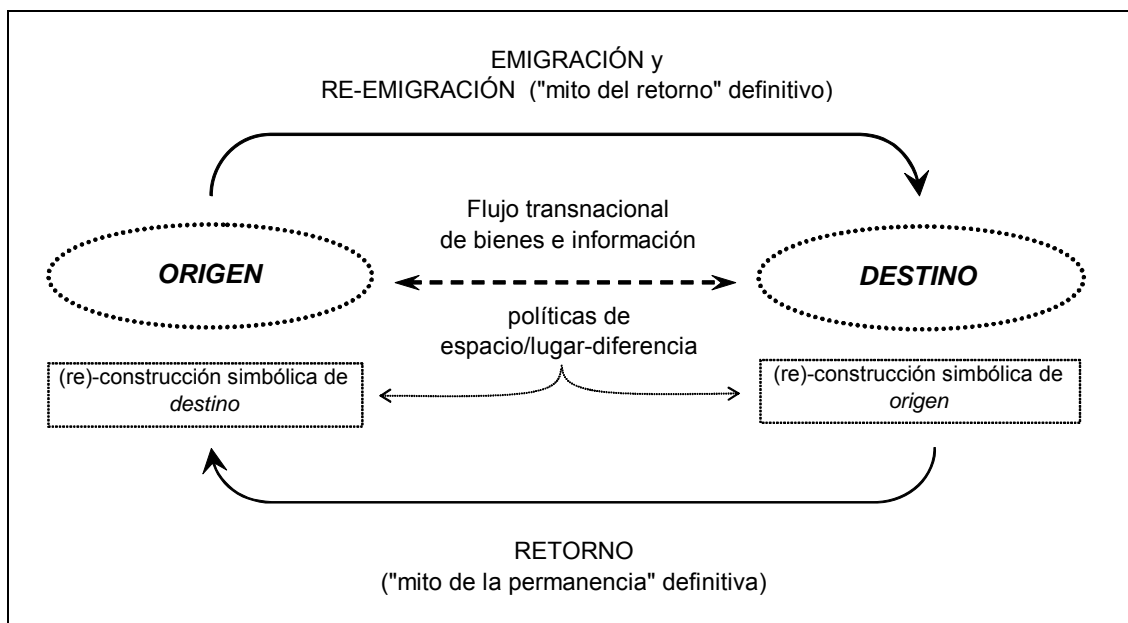 EMIGRACIÓN y
RE-EMIGRACIÓN ("mito del retorno" definitivo)
Flujo transnacional
de bienes e información
ORIGEN
DESTINO
políticas de
espacio/lugar-diferencia
(re)-construcción simbólica de
destino
(re)-construcción simbólica de
origen
RETORNO
("mito de la permanencia" definitiva)